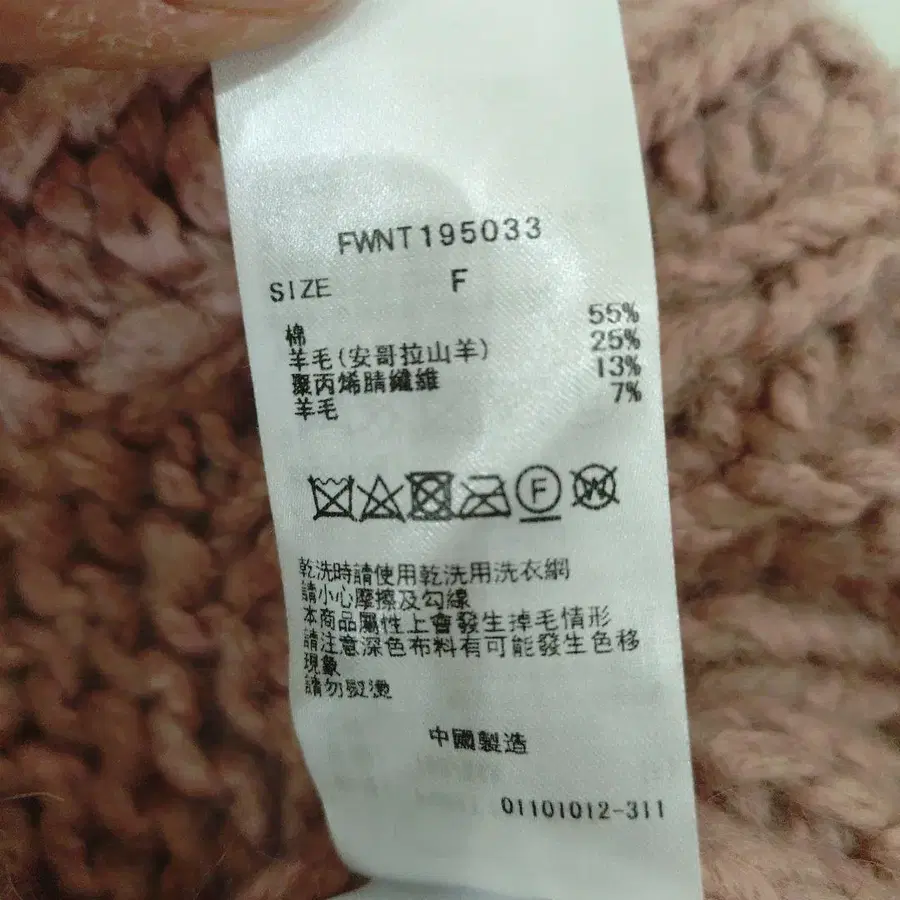 FWNT195033
SIZE F
棉 55%
羊毛(安哥拉山羊) 25%
聚丙烯腈纖維 13%
羊毛 7%
F W
乾洗時請使用乾洗用洗衣網
請小心摩擦及勾線
本商品屬性上會發生掉毛情形
請注意深色布料有可能發生色移
現象
請勿熨燙
中國製造
01101012-311